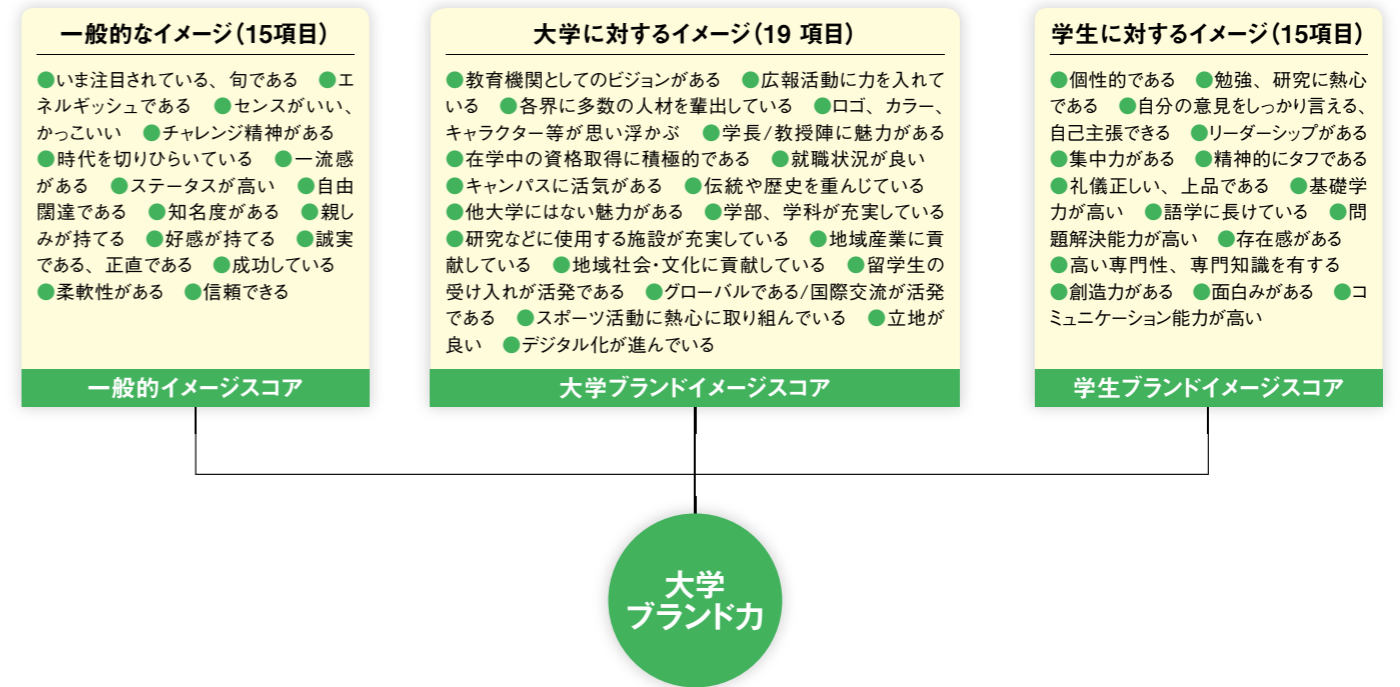 一般的なイメージ（15項目）
●いま注目されている、旬である ●エ
ネルギッシュである ●センスがいい、
かっこいい ●チャレンジ精神がある
●時代を切りひらいている ●一流感
がある ●ステータスが高い ●自由
闊達である ●知名度がある ●親し
みが持てる ●好感が持てる ●誠実
である、正直である ●成功している
●柔軟性がある ●信頼できる
一般的イメージスコア
大学に対するイメージ（19 項目）
●教育機関としてのビジョンがある ●広報活動に力を入れて
いる ●各界に多数の人材を輩出している ●ロゴ、カラー、
キャラクター等が思い浮かぶ ●学長/教授陣に魅力がある
●在学中の資格取得に積極的である ●就職状況が良い
●キャンパスに活気がある ●伝統や歴史を重んじている
●他大学にはない魅力がある ●学部、学科が充実している
●研究などに使用する施設が充実している ●地域産業に貢
献している ●地域社会・文化に貢献している ●留学生の
受け入れが活発である ●グローバルである/国際交流が活発
である ●スポーツ活動に熱心に取り組んでいる ●立地が
良い ●デジタル化が進んでいる
大学ブランドイメージスコア
学生に対するイメージ（15項目）
●個性的である ●勉強、研究に熱心
である ●自分の意見をしっかり言える、
自己主張できる ●リーダーシップがある
●集中力がある ●精神的にタフである
●礼儀正しい、上品である ●基礎学
力が高い ●語学に長けている ●問
題解決能力が高い ●存在感がある
●高い専門性、専門知識を有する
●創造力がある ●面白みがある ●コ
ミュニケーション能力が高い
学生ブランドイメージスコア
大学
ブランド力